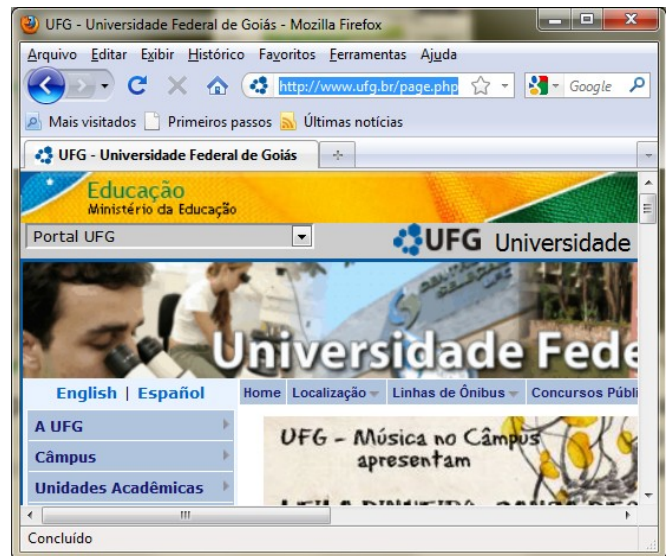 UFG - Universidade Federal de Goiás - Mozilla Firefox
Arquivo Editar Exibir Histórico Favoritos Ferramentas Ajuda
http://www.ufg.br/page.php Google
Mais visitados Primeiros passos Últimas notícias
UFG - Universidade Federal de Goiás
Educação
Ministério da Educação
Portal UFG
UFG Universidade
Universidade Fede
English | Español Home Localização Linhas de Ônibus Concursos Públi
A UFG
Câmpus
Unidades Acadêmicas
UFG - Música no Câmpus
apresentam
Concluído